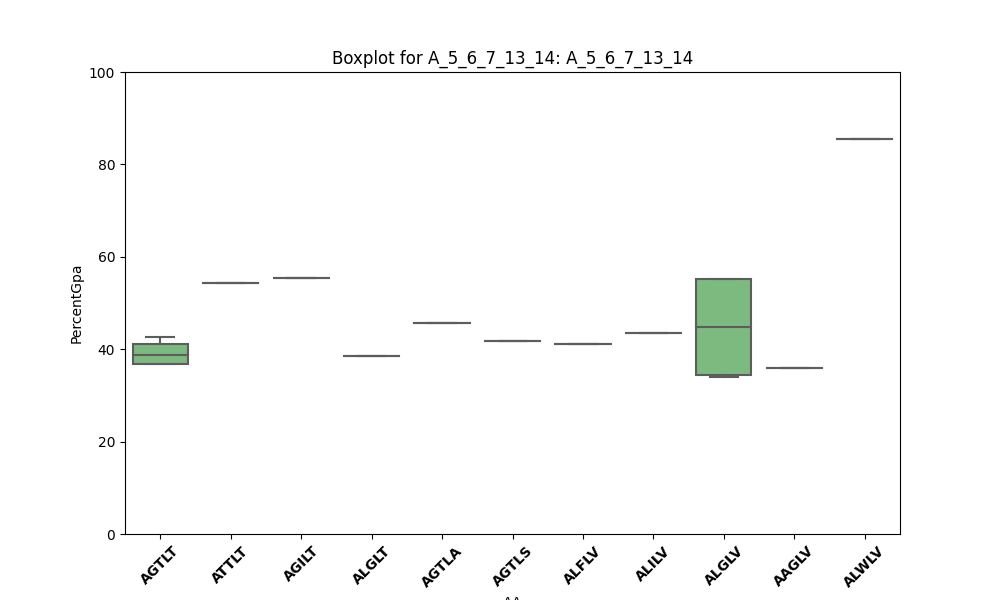 Boxplot for A_5_6_7_13_14: A_5_6_7_13_14
100
80
60
40
20
0
PercentGpa
AGTLT
ATTLT
AGILT
ALGLT
AGTLA
AGTLS
ALFLV
ALILV
ALGLV
AAGLV
ALWLV
AA